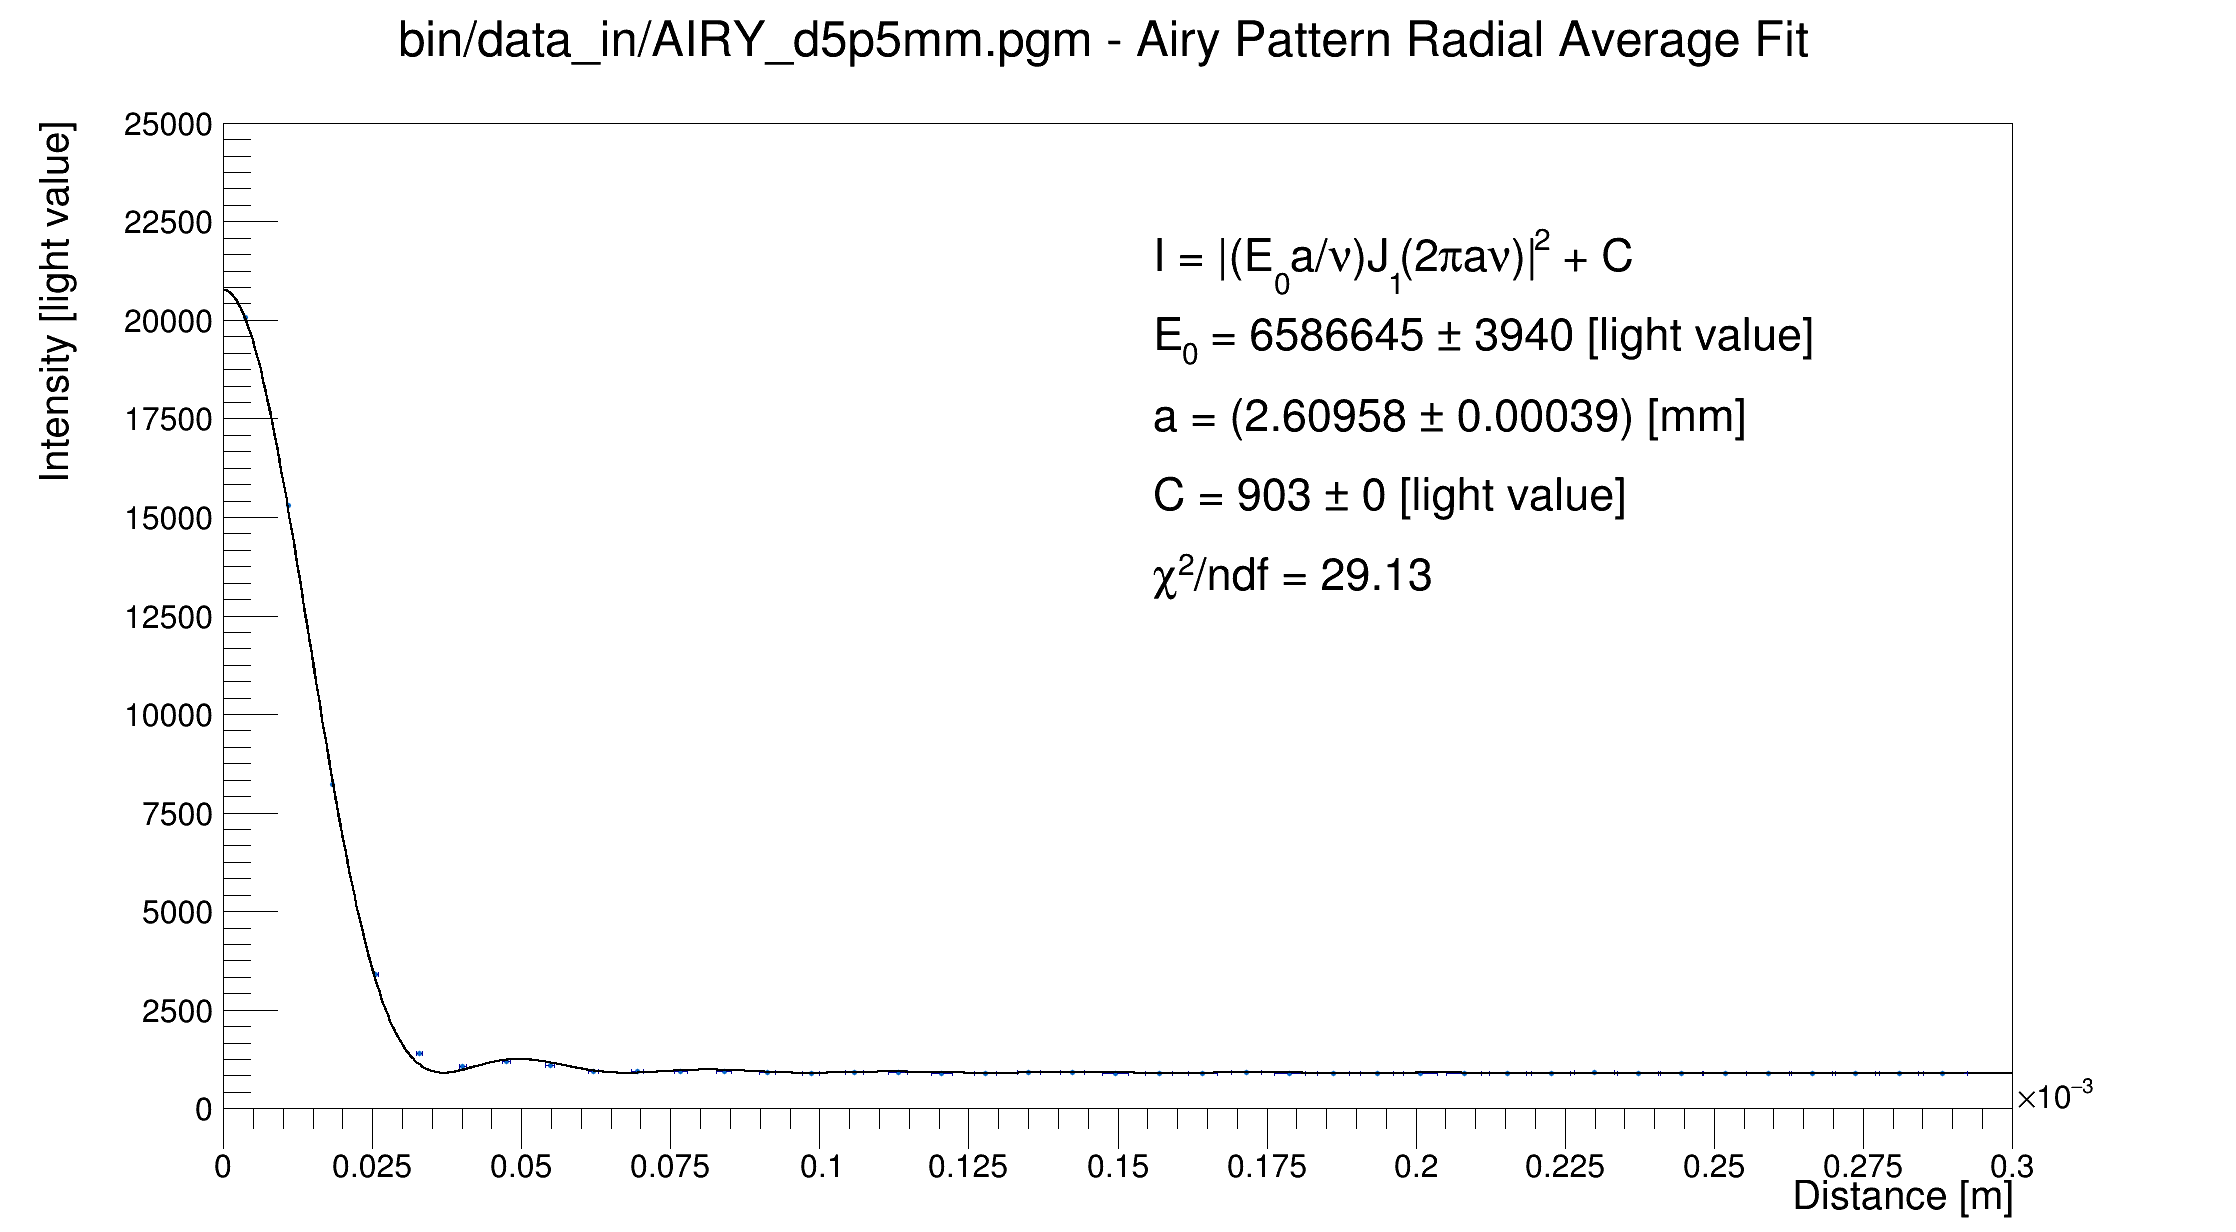 bin/data_in/AIRY_d5p5mm.pgm - Airy Pattern Radial Average Fit
Intensity [light value]
25000
22500
20000
17500
15000
12500
10000
7500
5000
2500
0
I = |(E₀a/ν)J₁(2πaν)|² + C
E₀ = 6586645 ± 3940 [light value]
a = (2.60958 ± 0.00039) [mm]
C = 903 ± 0 [light value]
χ²/ndf = 29.13
×10⁻³
0 0.025 0.05 0.075 0.1 0.125 0.15 0.175 0.2 0.225 0.25 0.275 0.3
Distance [m]